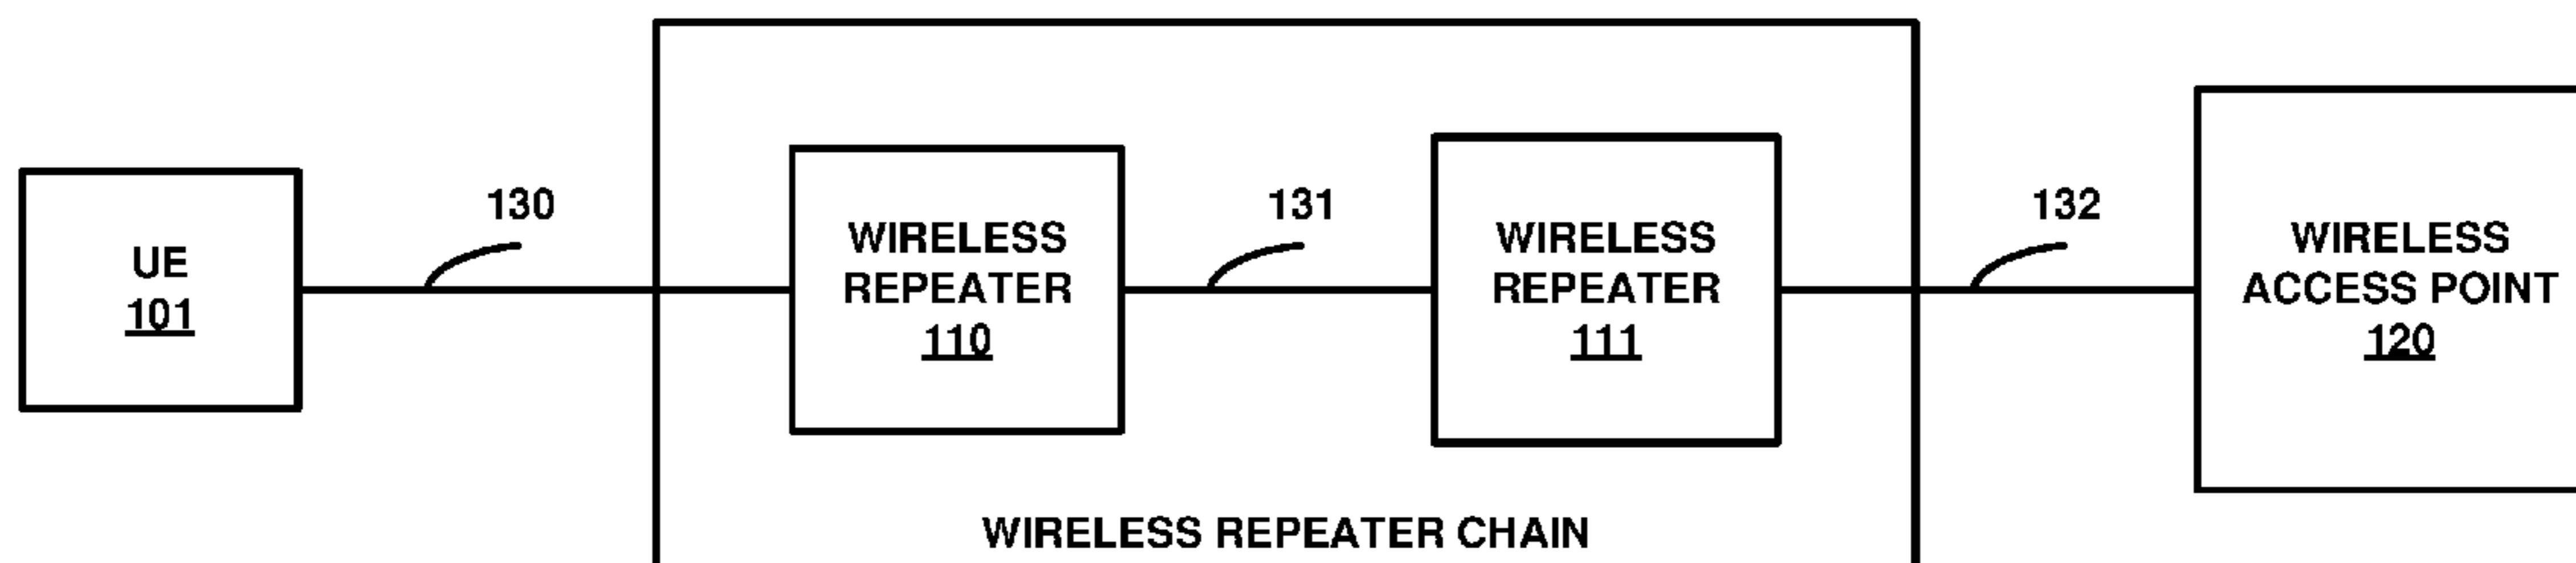 130
131
132
UE
101
WIRELESS
REPEATER
110
WIRELESS
REPEATER
111
WIRELESS
ACCESS POINT
120
WIRELESS REPEATER CHAIN